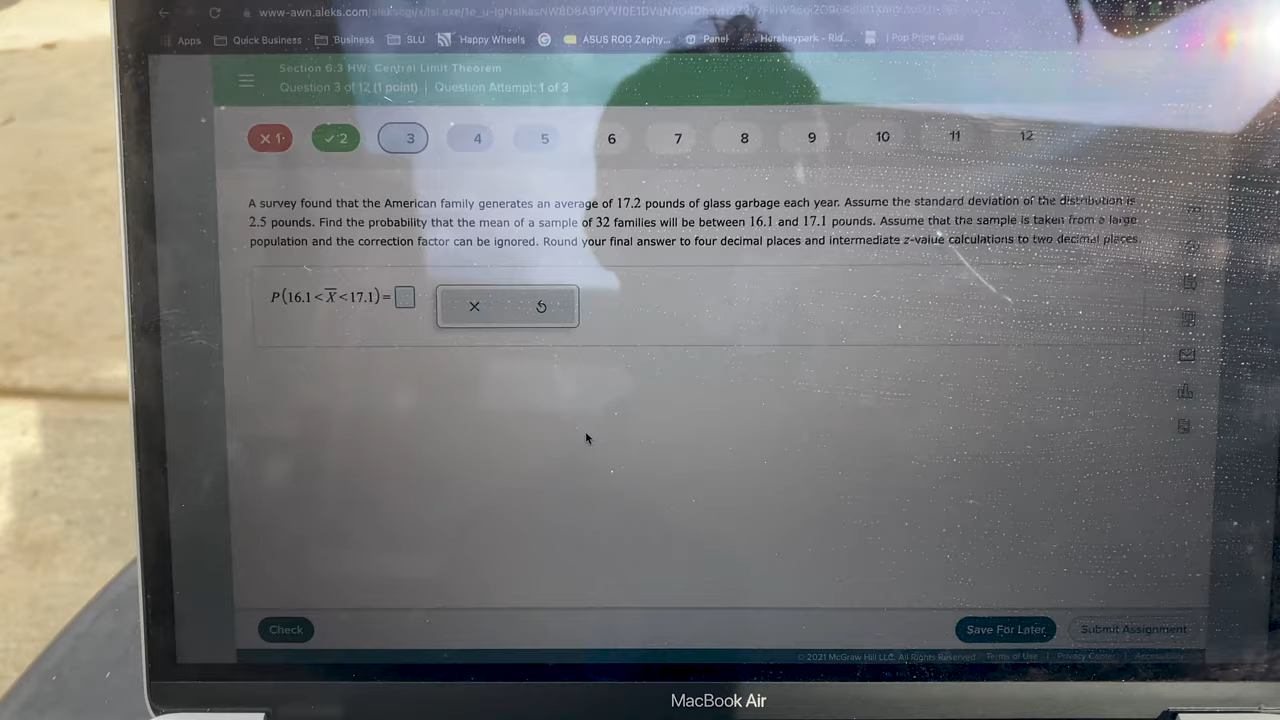 www-awn.aleks.com
Apps Quick Business Business SLU Happy Wheels ASUS ROG Zephy... Panel Hersheypark - Rid... Pop Price Guide
Section 6.3 HW: Central Limit Theorem
Question 3 of 12 (1 point) | Question Attempt: 1 of 3
× 1 ✓ 2 3 4 5 6 7 8 9 10 11 12
A survey found that the American family generates an average of 17.2 pounds of glass garbage each year. Assume the standard deviation of the distribution is
2.5 pounds. Find the probability that the mean of a sample of 32 families will be between 16.1 and 17.1 pounds. Assume that the sample is taken from a large
population and the correction factor can be ignored. Round your final answer to four decimal places and intermediate z-value calculations to two decimal places.
P(16.1<X̅<17.1)=
Check Save For Later Submit Assignment
© 2021 McGraw Hill LLC. All Rights Reserved Terms of Use | Privacy Center | Accessibility
MacBook Air